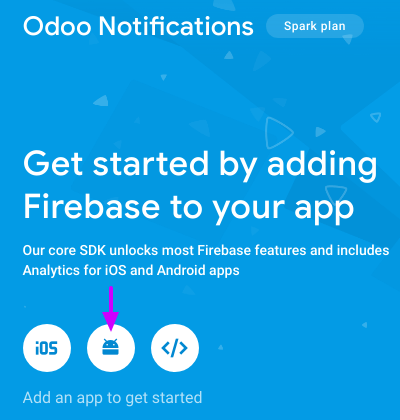 Odoo Notifications Spark plan
Get started by adding
Firebase to your app
Our core SDK unlocks most Firebase features and includes
Analytics for iOS and Android apps
iOS </>
Add an app to get started